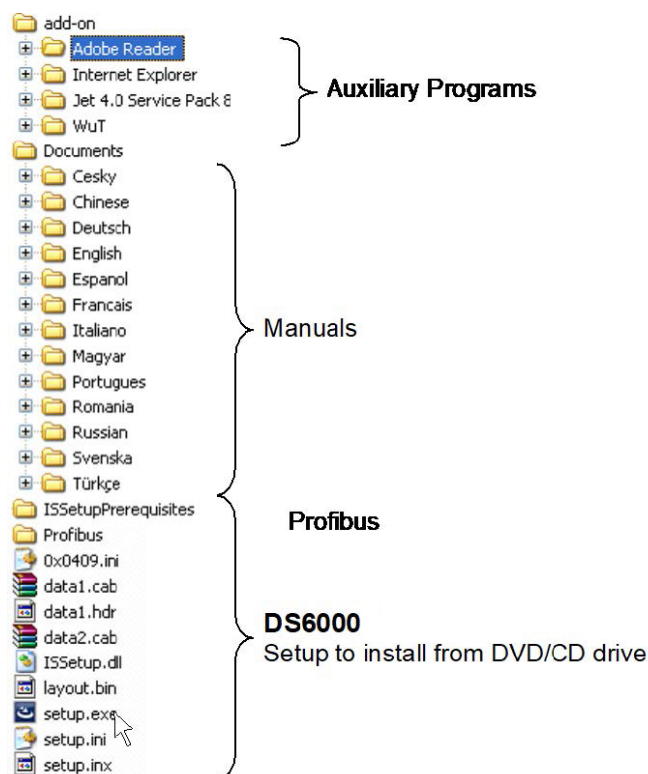 add-on
Adobe Reader
Internet Explorer
Jet 4.0 Service Pack 8
WuT
Auxiliary Programs
Documents
Cesky
Chinese
Deutsch
English
Espanol
Francais
Italiano
Magyar
Portugues
Romania
Russian
Svenska
Türkçe
Manuals
ISSetupPrerequisites
Profibus
0x0409.ini
data1.cab
data1.hdr
data2.cab
ISSetup.dll
layout.bin
setup.exe
setup.ini
setup.inx
Profibus
DS6000
Setup to install from DVD/CD drive